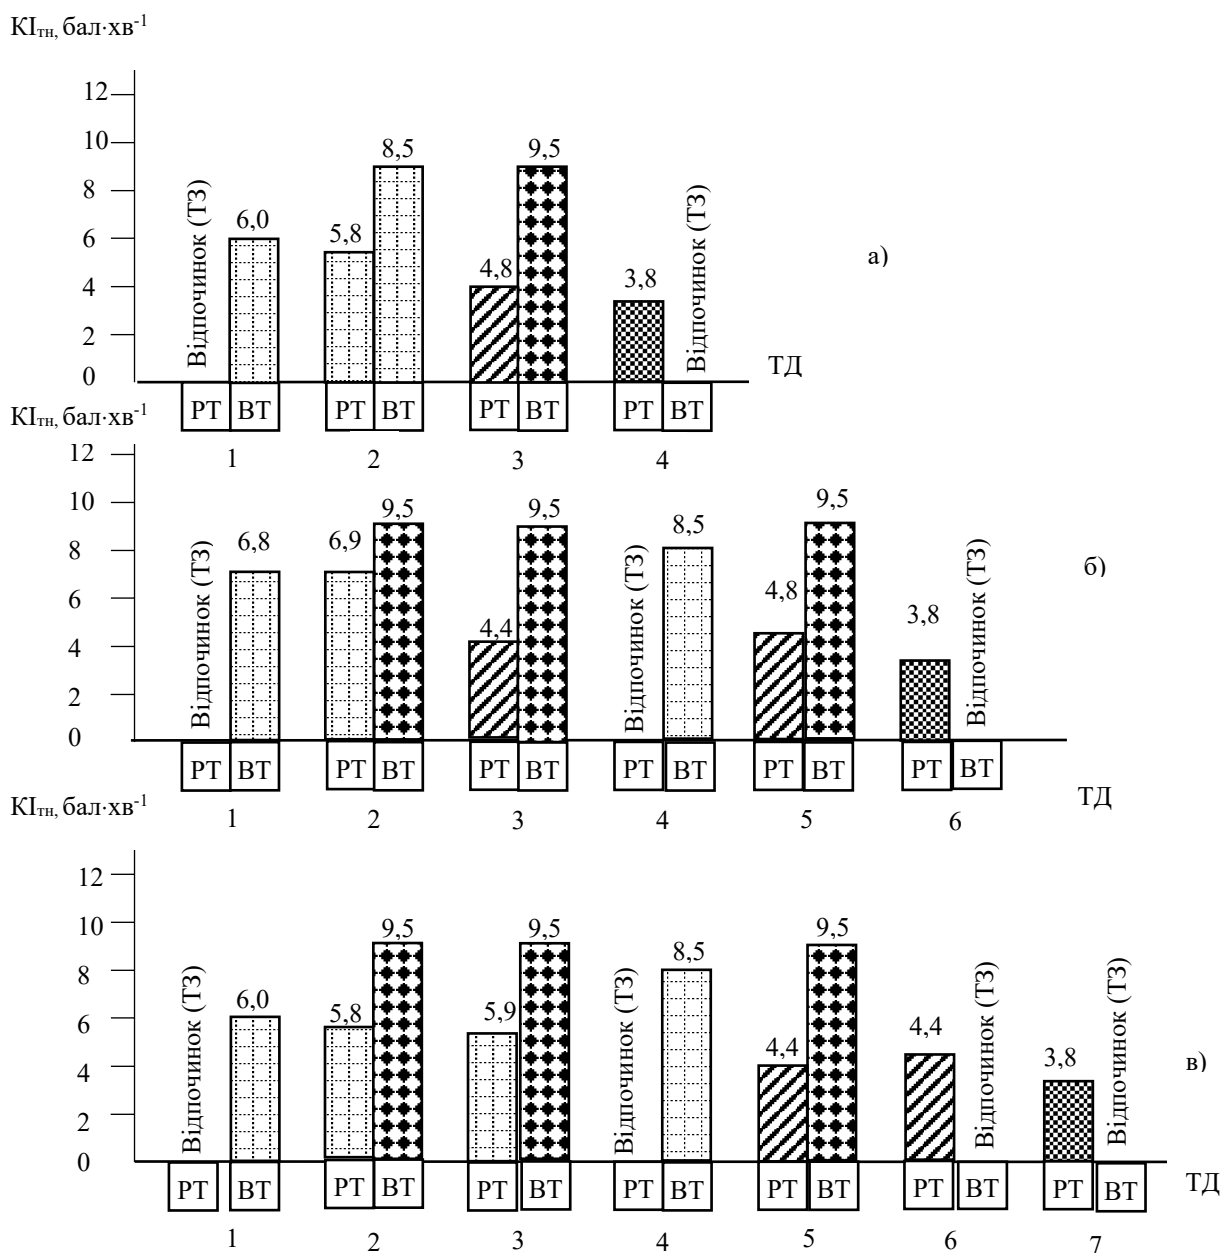 КІтн, бал·хв-1
12
10
8
6
4
2
0
Відпочинок (ТЗ)
6,0
5,8
8,5
4,8
9,5
3,8
Відпочинок (ТЗ)
а)
ТД
РТ ВТ РТ ВТ РТ ВТ РТ ВТ
1 2 3 4
КІтн, бал·хв-1
12
10
8
6
4
2
0
Відпочинок (ТЗ)
6,8
6,9
9,5
4,4
9,5
Відпочинок (ТЗ)
8,5
4,8
9,5
3,8
Відпочинок (ТЗ)
б)
РТ ВТ РТ ВТ РТ ВТ РТ ВТ РТ ВТ РТ ВТ
ТД
1 2 3 4 5 6
КІтн, бал·хв-1
12
10
8
6
4
2
0
Відпочинок (ТЗ)
6,0
5,8
9,5
5,9
9,5
Відпочинок (ТЗ)
8,5
4,4
9,5
4,4
Відпочинок (ТЗ)
3,8
Відпочинок (ТЗ)
в)
РТ ВТ РТ ВТ РТ ВТ РТ ВТ РТ ВТ РТ ВТ РТ ВТ
ТД
1 2 3 4 5 6 7